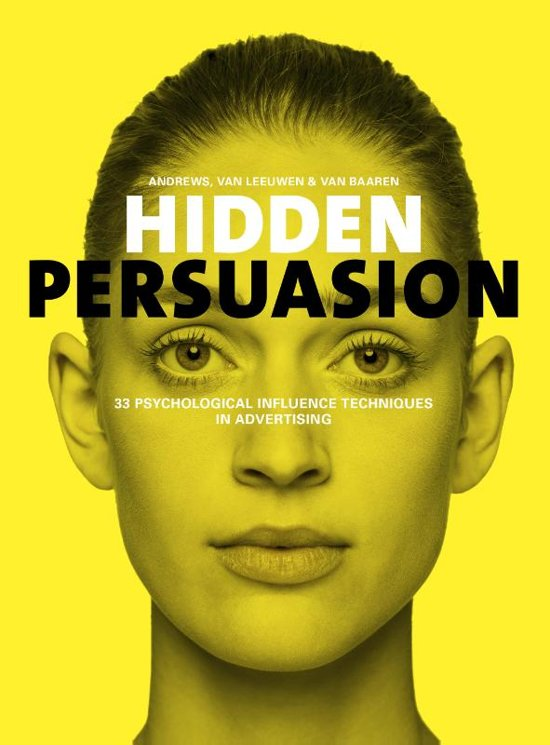 ANDREWS, VAN LEEUWEN & VAN BAAREN
HIDDEN
PERSUASION
33 PSYCHOLOGICAL INFLUENCE TECHNIQUES
IN ADVERTISING